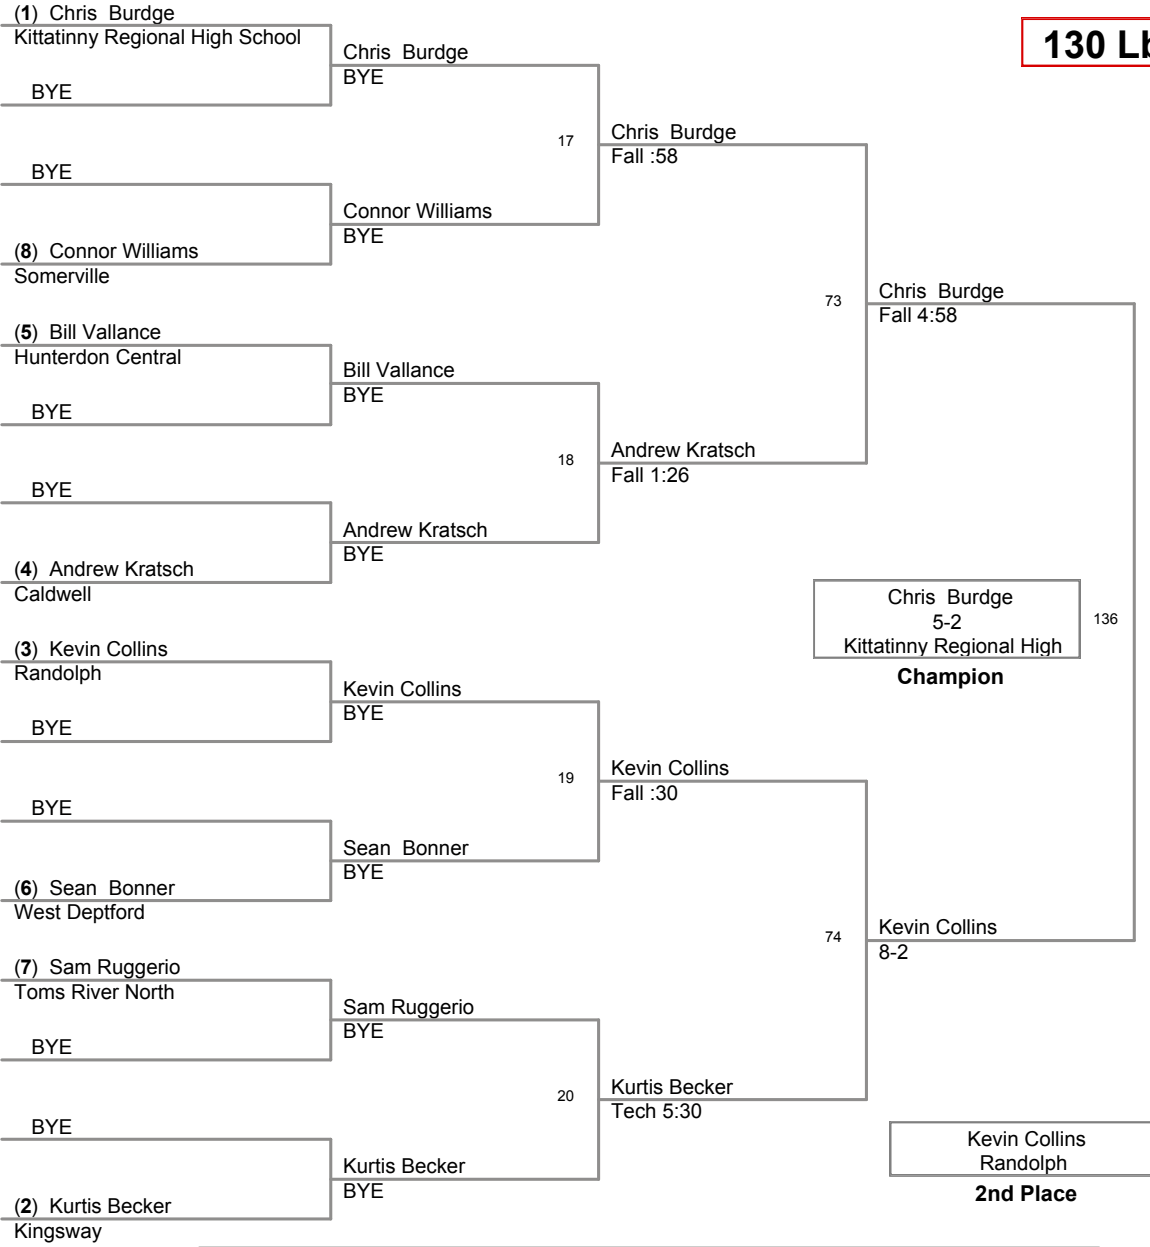 (1) Chris Burdge
Kittatinny Regional High School
BYE
BYE
(8) Connor Williams
Somerville
(5) Bill Vallance
Hunterdon Central
BYE
BYE
(4) Andrew Kratsch
Caldwell
(3) Kevin Collins
Randolph
BYE
BYE
(6) Sean Bonner
West Deptford
(7) Sam Ruggerio
Toms River North
BYE
BYE
(2) Kurtis Becker
Kingsway
Chris Burdge
BYE
Connor Williams
BYE
Bill Vallance
BYE
Andrew Kratsch
BYE
Kevin Collins
BYE
Sean Bonner
BYE
Sam Ruggerio
BYE
Kurtis Becker
BYE
17
18
19
20
Chris Burdge
Fall :58
Andrew Kratsch
Fall 1:26
Kevin Collins
Fall :30
Kurtis Becker
Tech 5:30
73
74
Chris Burdge
Fall 4:58
Kevin Collins
8-2
130 Lb
Chris Burdge
5-2
Kittatinny Regional High
Champion
136
Kevin Collins
Randolph
2nd Place